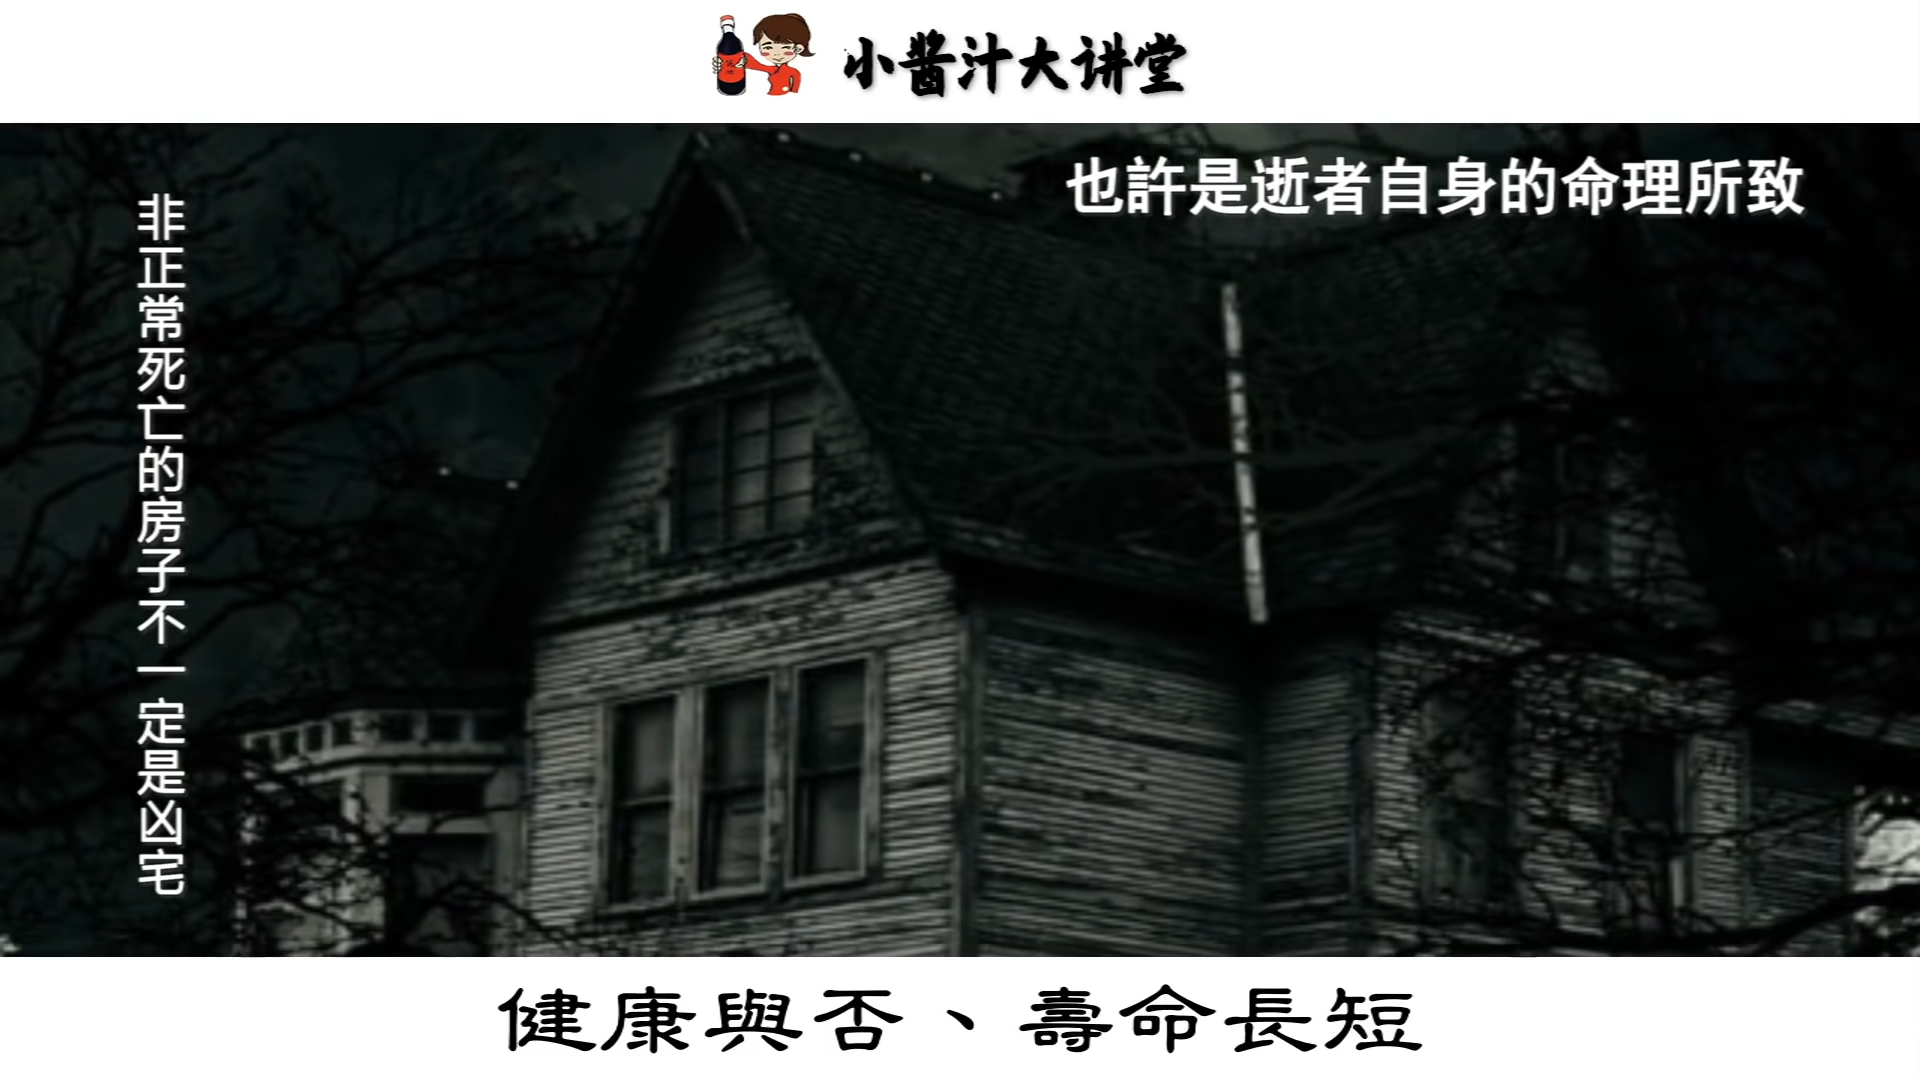 小酱汁大讲堂
也許是逝者自身的命理所致
非正常死亡的房子不一定是凶宅
健康與否、壽命長短